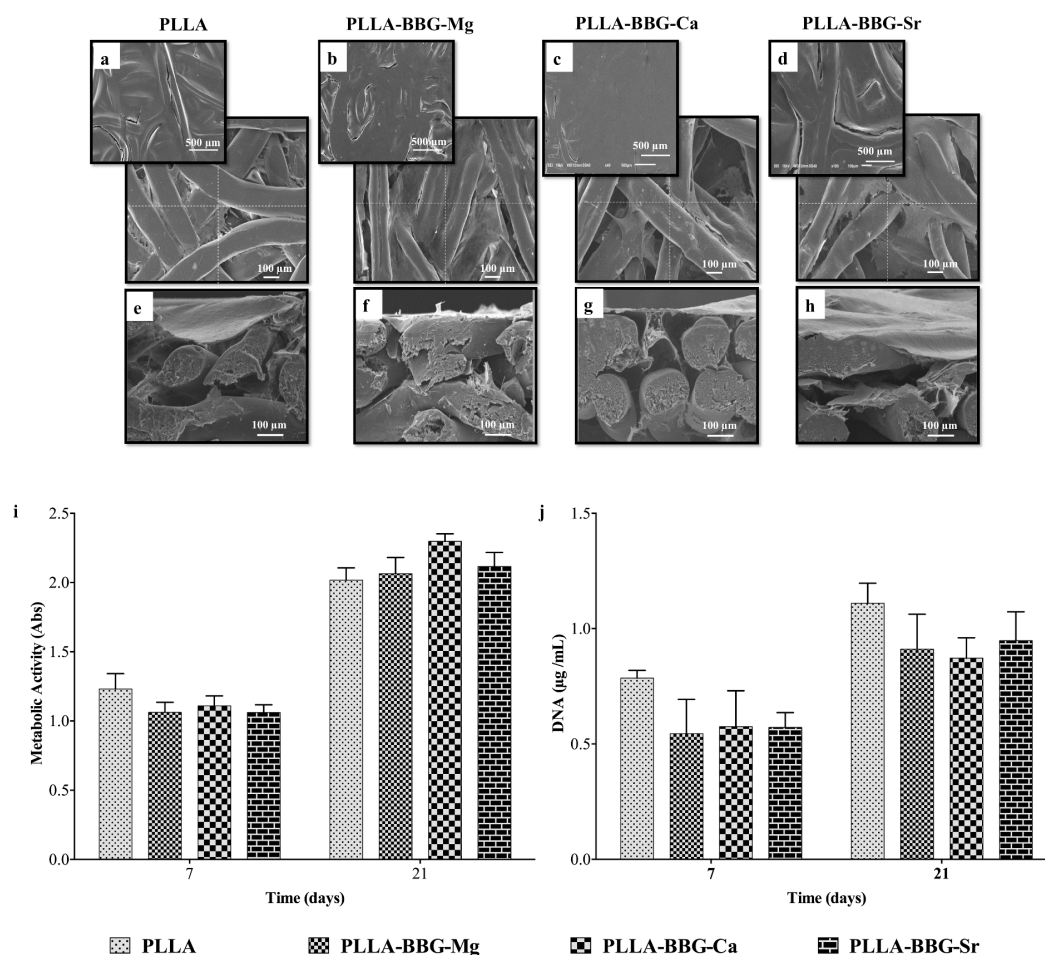 PLLA PLLA-BBG-Mg PLLA-BBG-Ca PLLA-BBG-Sr
a b c d
500 µm 500 µm 500 µm 500 µm
100 µm 100 µm 100 µm 100 µm
e f g h
100 µm 100 µm 100 µm 100 µm
i j
Metabolic Activity (Abs)
2.5
2.0
1.5
1.0
0.5
0.0
7 21
Time (days)
DNA (µg /mL)
1.5
1.0
0.5
0.0
7 21
Time (days)
PLLA PLLA-BBG-Mg PLLA-BBG-Ca PLLA-BBG-Sr